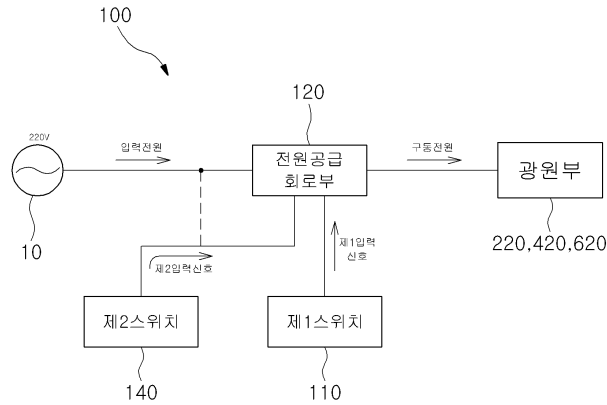 100
120
220V
입력전원
전원공급
회로부
구동전원
광원부
10
220,420,620
제1입력
신호
제2입력신호
제2스위치
제1스위치
140
110